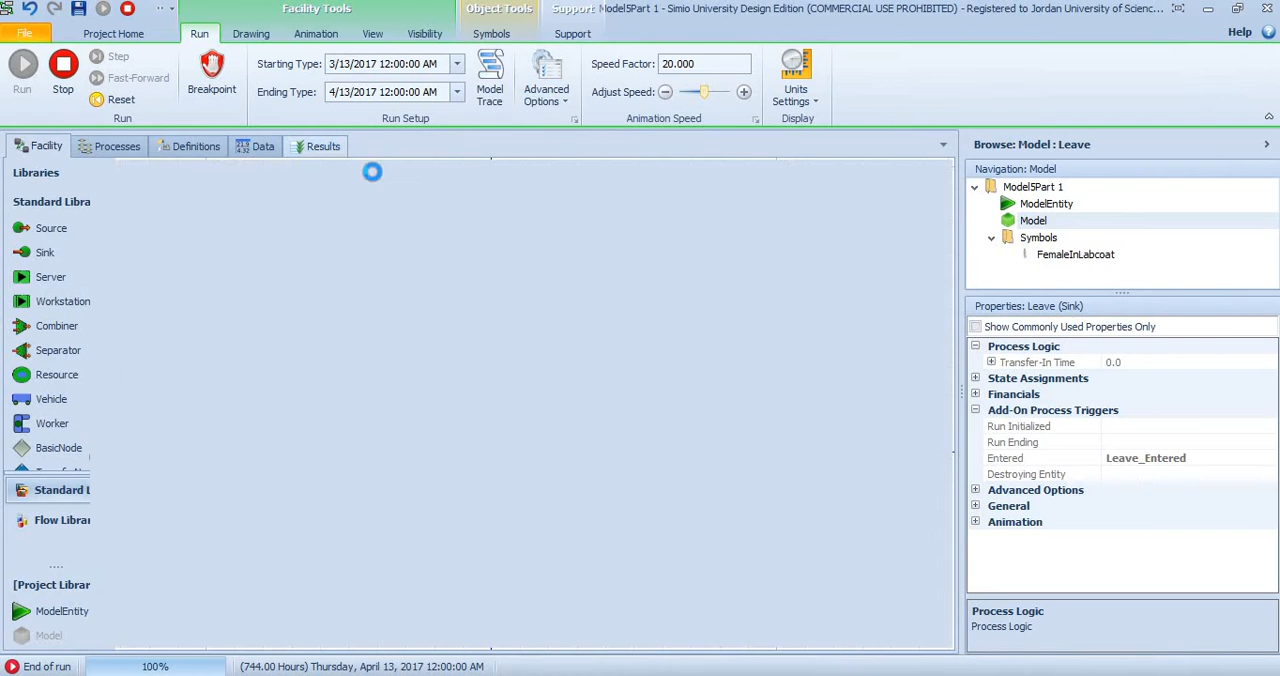 Facility Tools
Object Tools
Support
Model5Part 1 - Simio University Design Edition (COMMERCIAL USE PROHIBITED) - Registered to Jordan University of Scienc...
File
Project Home
Run
Drawing
Animation
View
Visibility
Symbols
Support
Help
Run
Stop
Step
Fast-Forward
Reset
Run
Breakpoint
Starting Type: 3/13/2017 12:00:00 AM
Ending Type: 4/13/2017 12:00:00 AM
Run Setup
Model Trace
Advanced Options
Speed Factor: 20.000
Adjust Speed:
Animation Speed
Units Settings
Display
Facility
Processes
Definitions
Data
Results
Libraries
Standard Libra
Source
Sink
Server
Workstation
Combiner
Separator
Resource
Vehicle
Worker
BasicNode
Standard L
Flow Librar
[Project Librar
ModelEntity
Model
Browse: Model : Leave
Navigation: Model
Model5Part 1
ModelEntity
Model
Symbols
FemaleInLabcoat
Properties: Leave (Sink)
Show Commonly Used Properties Only
Process Logic
Transfer-In Time 0.0
State Assignments
Financials
Add-On Process Triggers
Run Initialized
Run Ending
Entered Leave_Entered
Destroying Entity
Advanced Options
General
Animation
Process Logic
Process Logic
End of run
100%
(744.00 Hours) Thursday, April 13, 2017 12:00:00 AM